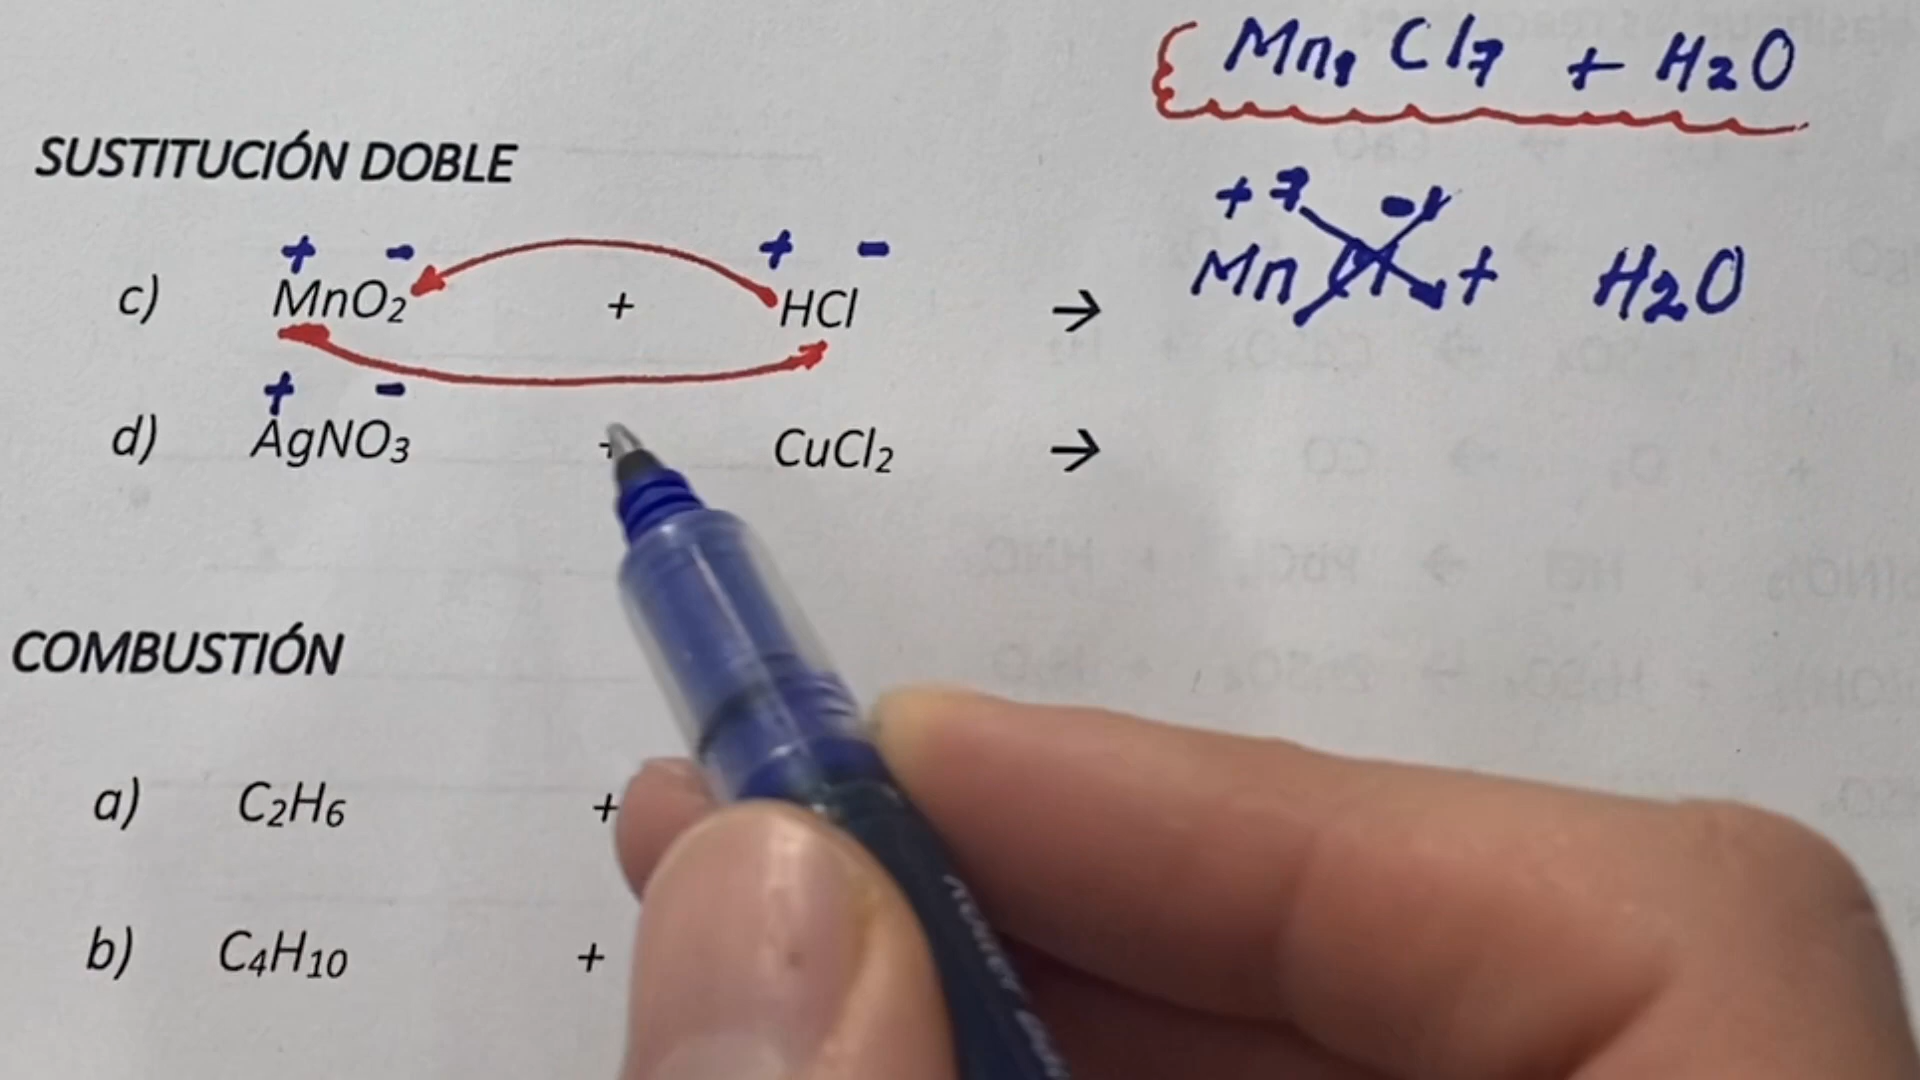 Mn₁ Cl₇ + H₂O
SUSTITUCIÓN DOBLE
+ - + - +7 -1
c) MnO₂ + HCl → Mn Cl + H₂O
+ -
d) AgNO₃ + CuCl₂ →
COMBUSTIÓN
a) C₂H₆ +
b) C₄H₁₀ +